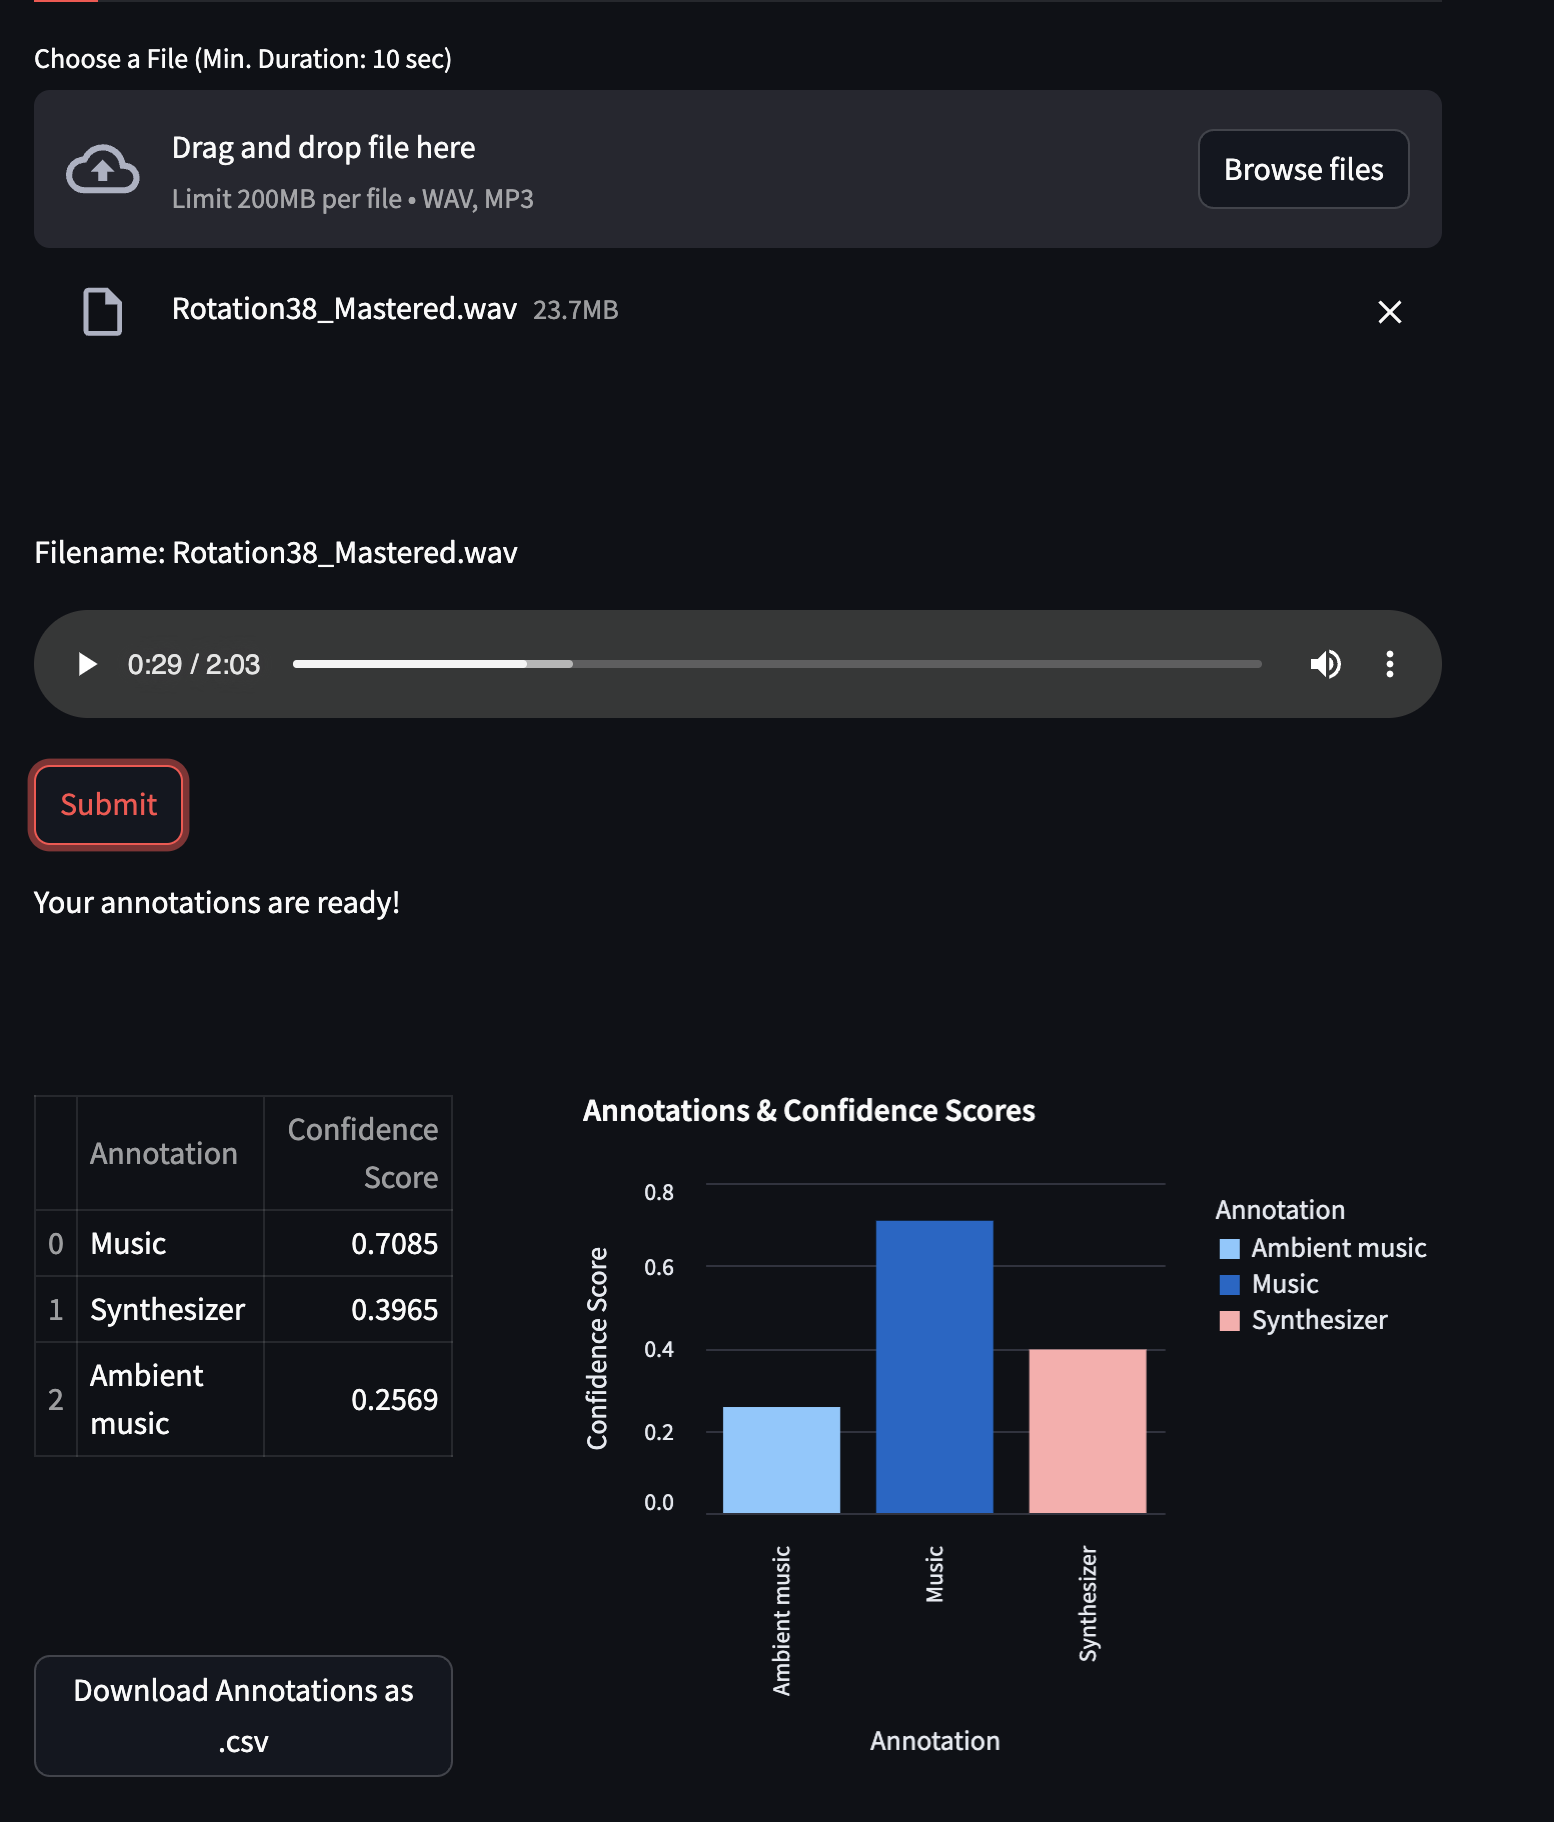 Choose a File (Min. Duration: 10 sec)
Drag and drop file here
Limit 200MB per file • WAV, MP3
Browse files
Rotation38_Mastered.wav 23.7MB
Filename: Rotation38_Mastered.wav
0:29 / 2:03
Submit
Your annotations are ready!
Annotation
Confidence
Score
0 Music 0.7085
1 Synthesizer 0.3965
2 Ambient
music 0.2569
Download Annotations as
.csv
Annotations & Confidence Scores
Confidence Score
0.8
0.6
0.4
0.2
0.0
Ambient music
Music
Synthesizer
Annotation
Annotation
Ambient music
Music
Synthesizer